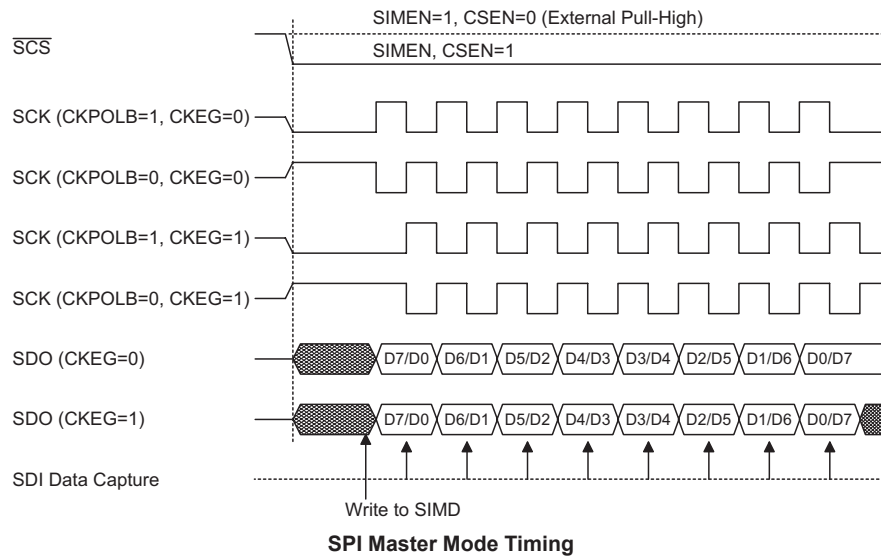 SIMEN=1, CSEN=0 (External Pull-High)
SCS
SIMEN, CSEN=1
SCK (CKPOLB=1, CKEG=0)
SCK (CKPOLB=0, CKEG=0)
SCK (CKPOLB=1, CKEG=1)
SCK (CKPOLB=0, CKEG=1)
SDO (CKEG=0) D7/D0 D6/D1 D5/D2 D4/D3 D3/D4 D2/D5 D1/D6 D0/D7
SDO (CKEG=1) D7/D0 D6/D1 D5/D2 D4/D3 D3/D4 D2/D5 D1/D6 D0/D7
SDI Data Capture
Write to SIMD
SPI Master Mode Timing